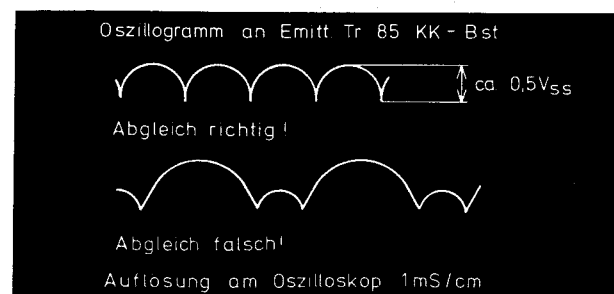 Oszillogramm an Emitt. Tr 85 KK - Bst
ca 0,5Vss
Abgleich richtig!
Abgleich falsch!
Auflosung am Oszilloskop 1mS/cm